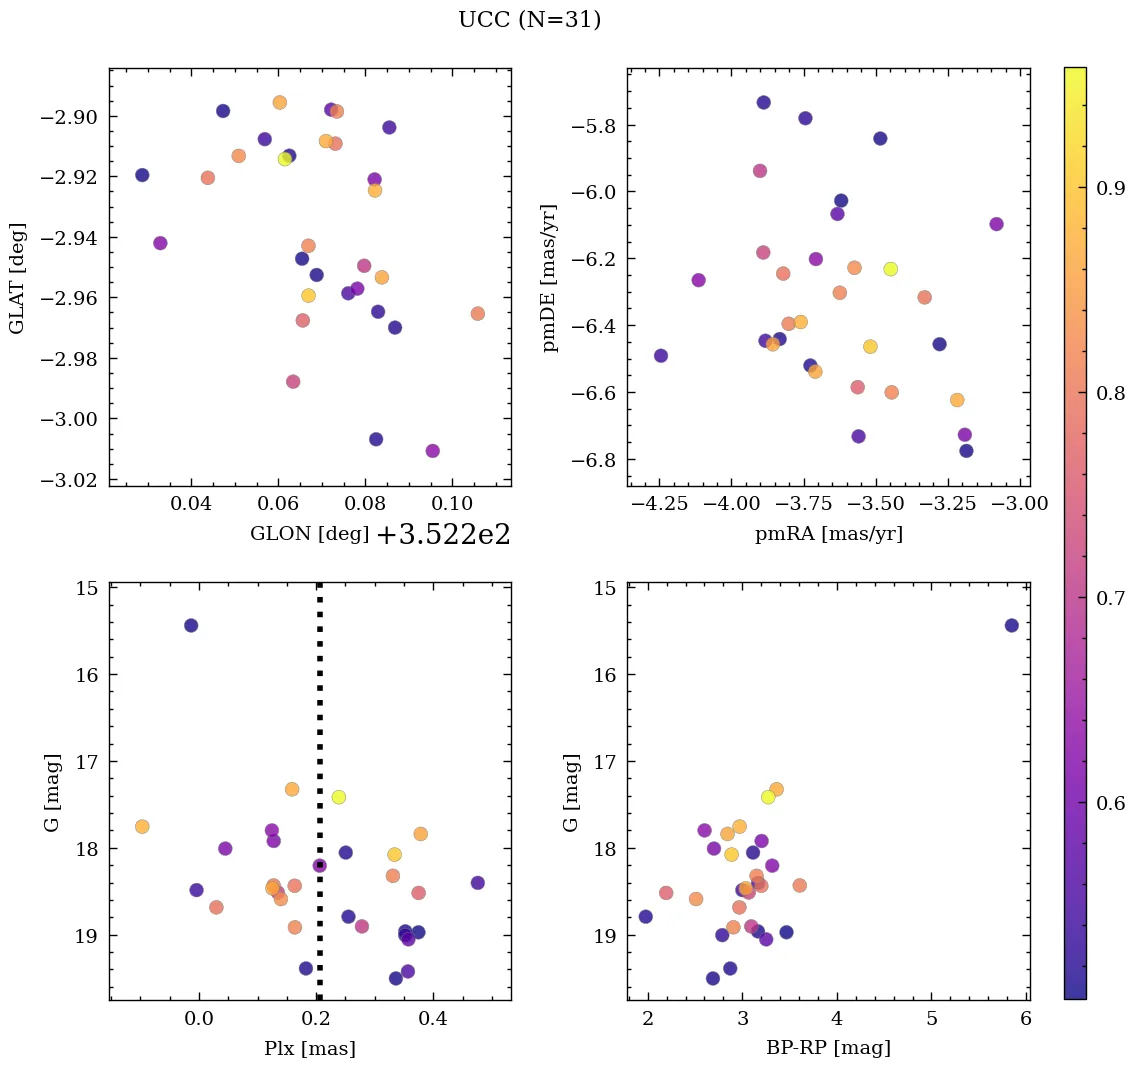 UCC (N=31)
−2.90
−2.92
−2.94
−2.96
−2.98
−3.00
−3.02
GLAT [deg]
0.04 0.06 0.08 0.10
GLON [deg] +3.522e2
−5.8
−6.0
−6.2
−6.4
−6.6
−6.8
pmDE [mas/yr]
−4.25 −4.00 −3.75 −3.50 −3.25 −3.00
pmRA [mas/yr]
15
16
17
18
19
G [mag]
0.0 0.2 0.4
Plx [mas]
15
16
17
18
19
G [mag]
2 3 4 5 6
BP-RP [mag]
0.9
0.8
0.7
0.6